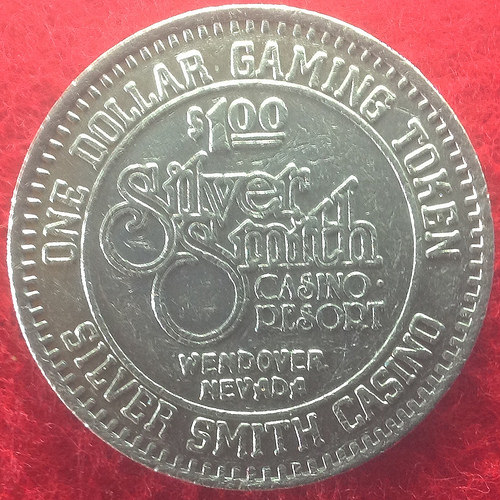 ONE DOLLAR GAMING TOKEN
$1.00
Silver
Smith
CASINO·
RESORT
WENDOVER
NEVADA
SILVER SMITH CASINO